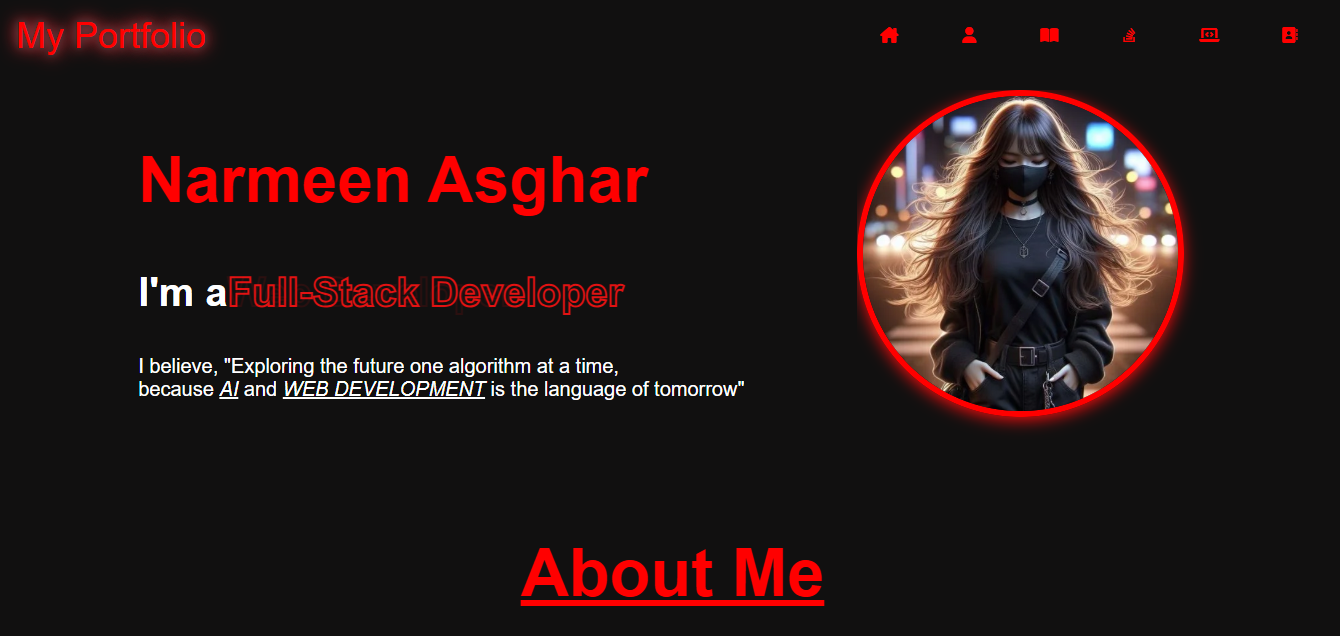 My Portfolio
Narmeen Asghar
I'm a Full-Stack Developer
I believe, "Exploring the future one algorithm at a time,
because AI and WEB DEVELOPMENT is the language of tomorrow"
About Me